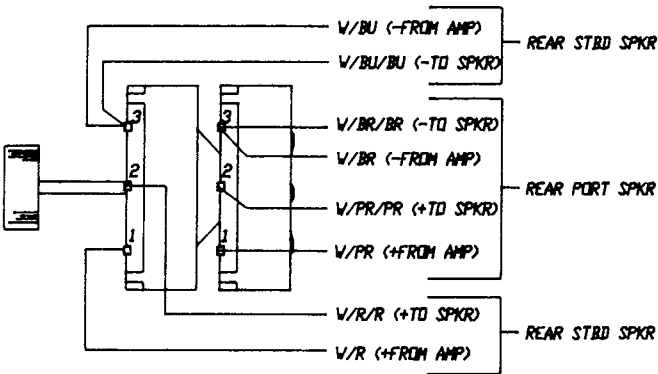 W/BU (-FROM AMP)
REAR STBD SPKR
W/BU/BU (-TO SPKR)
3
3
W/BR/BR (-TO SPKR)
W/BR (-FROM AMP)
2
2
REAR PORT SPKR
W/PR/PR (+TO SPKR)
1
1
W/PR (+FROM AMP)
W/R/R (+TO SPKR)
REAR STBD SPKR
W/R (+FROM AMP)